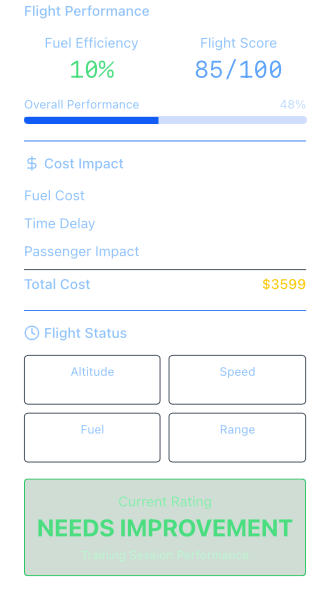 Flight Performance
Fuel Efficiency
Flight Score
10%
85/100
Overall Performance
48%
Cost Impact
Fuel Cost
Time Delay
Passenger Impact
Total Cost
$3599
Flight Status
Altitude
Speed
Fuel
Range
Current Rating
NEEDS IMPROVEMENT
Training Session Performance